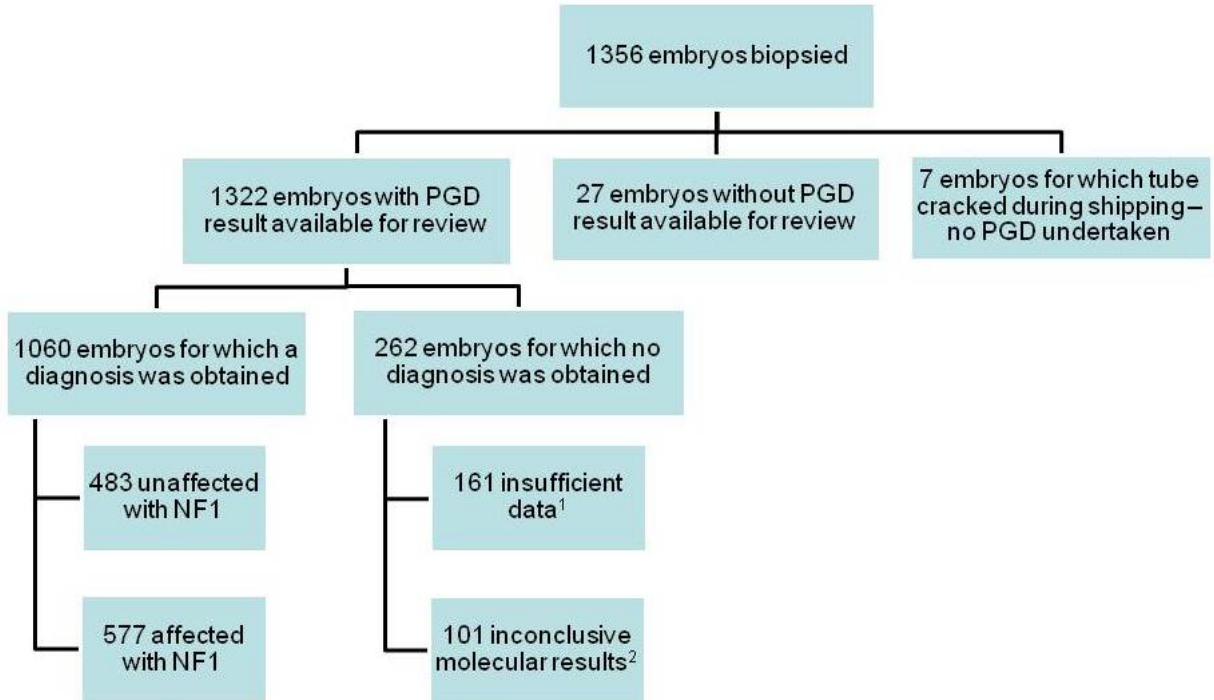 1356 embryos biopsied
1322 embryos with PGD
result available for review
27 embryos without PGD
result available for review
7 embryos for which tube
cracked during shipping–
no PGD undertaken
1060 embryos for which a
diagnosis was obtained
262 embryos for which no
diagnosis was obtained
483 unaffected
with NF1
161 insufficient
data¹
577 affected
with NF1
101 inconclusive
molecular results²